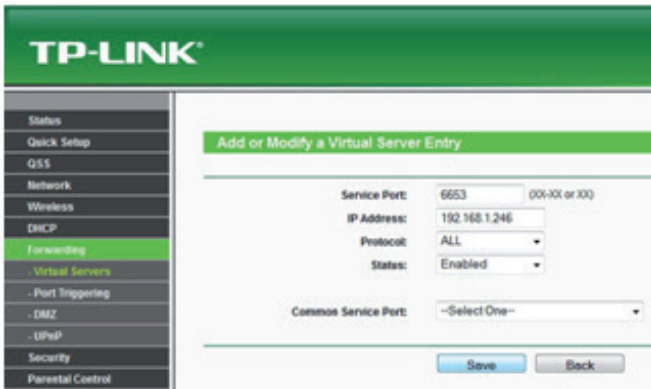 TP-LINK®
Status
Quick Setup
QSS
Network
Wireless
DHCP
Forwarding
- Virtual Servers
- Port Triggering
- DMZ
- UPnP
Security
Parental Control
Add or Modify a Virtual Server Entry
Service Port: 6653 (XX-XX or XX)
IP Address: 192.168.1.246
Protocol: ALL
Status: Enabled
Common Service Port: --Select One--
Save Back